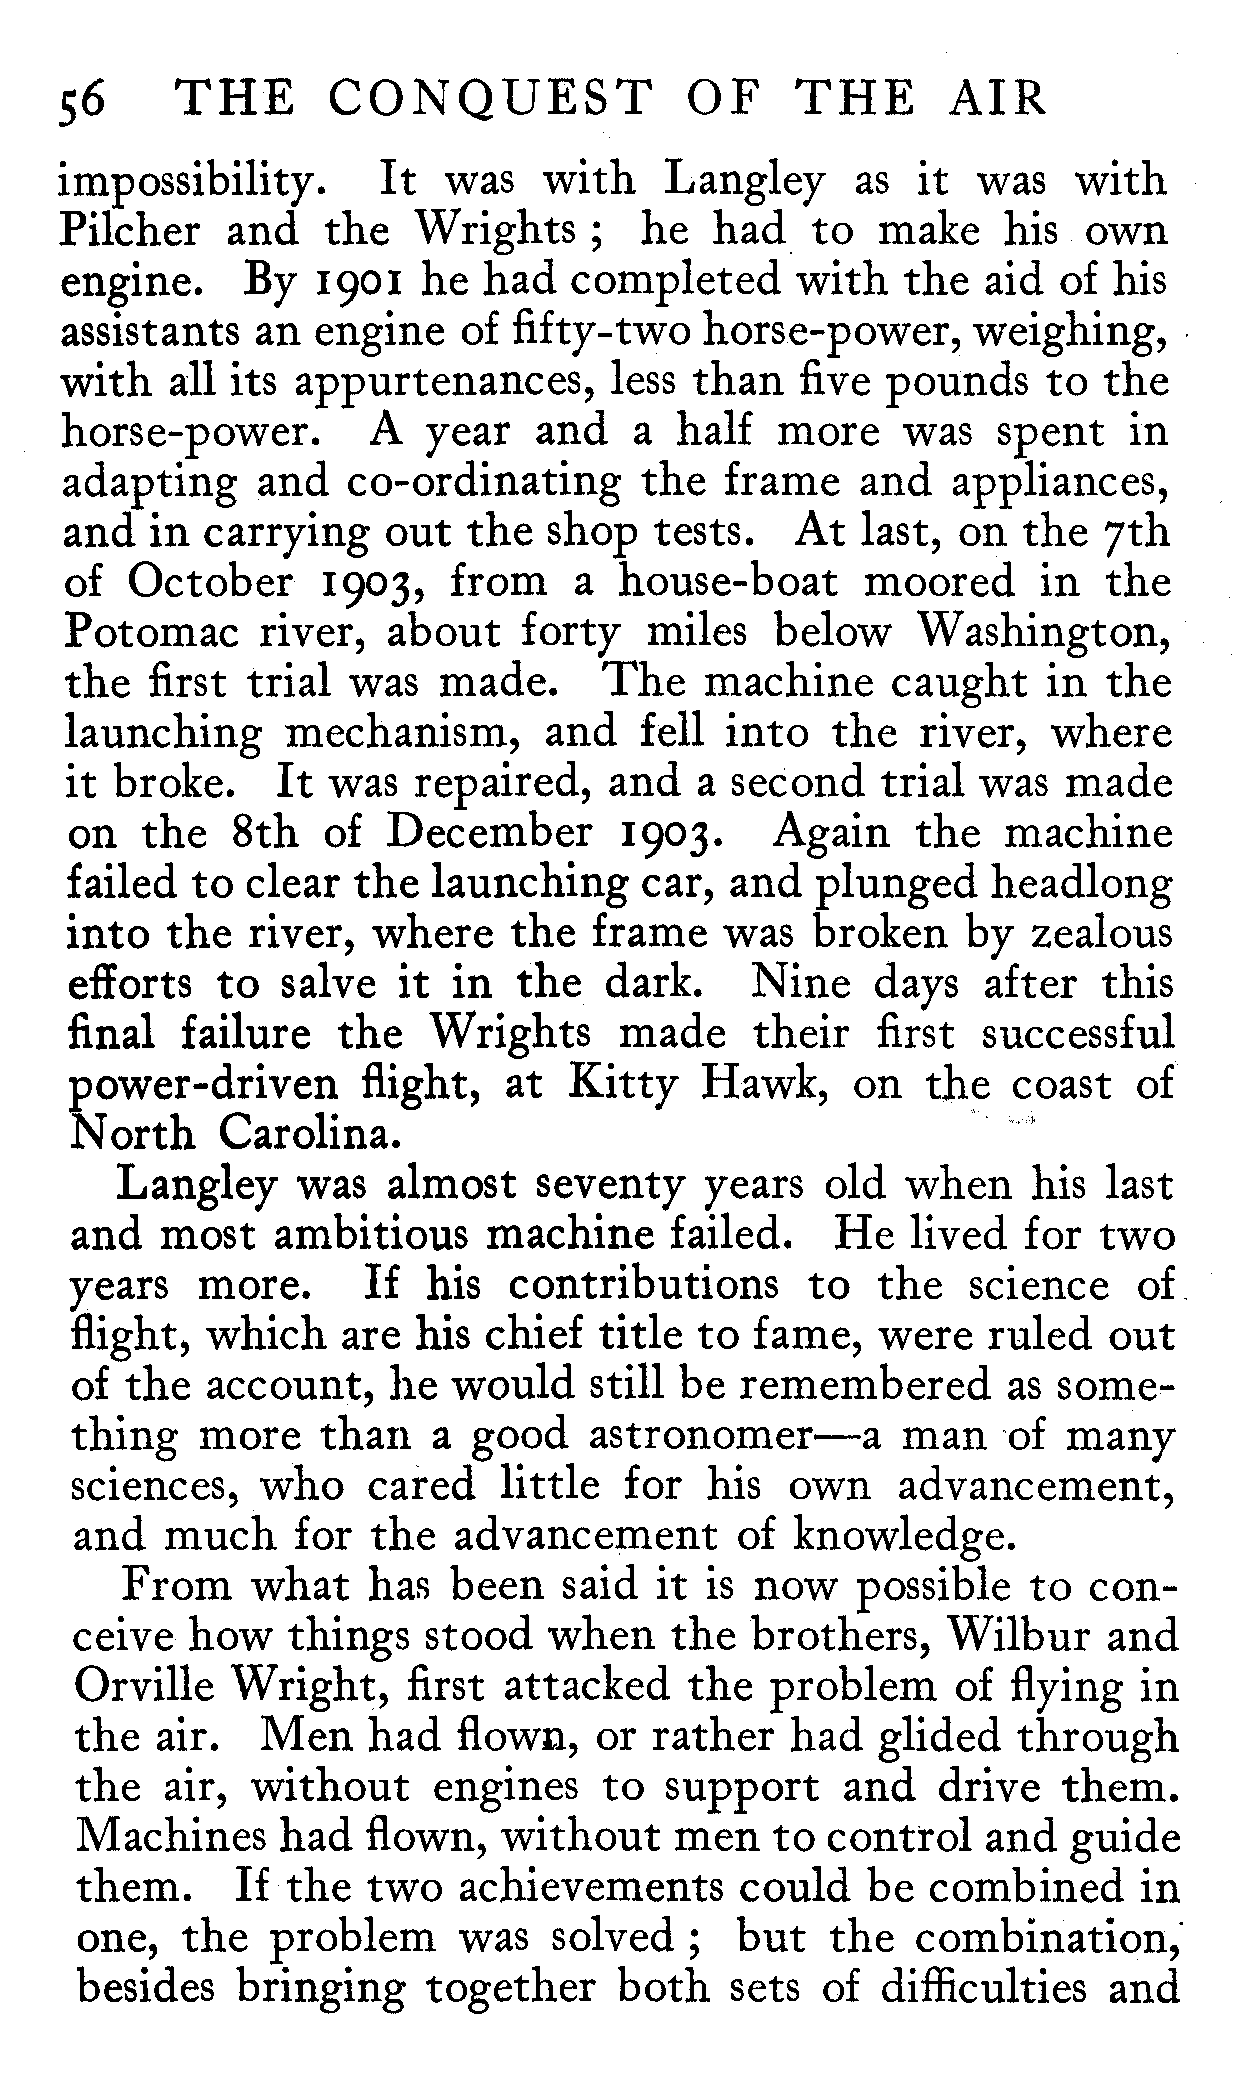 56 THE CONQUEST OF THE AIR
impossibility. It was with Langley as it was with
Pilcher and the Wrights ; he had to make his own
engine. By 1901 he had completed with the aid of his
assistants an engine of fifty-two horse-power, weighing,
with all its appurtenances, less than five pounds to the
horse-power. A year and a half more was spent in
adapting and co-ordinating the frame and appliances,
and in carrying out the shop tests. At last, on the 7th
of October 1903, from a house-boat moored in the
Potomac river, about forty miles below Washington,
the first trial was made. The machine caught in the
launching mechanism, and fell into the river, where
it broke. It was repaired, and a second trial was made
on the 8th of December 1903. Again the machine
failed to clear the launching car, and plunged headlong
into the river, where the frame was broken by zealous
efforts to salve it in the dark. Nine days after this
final failure the Wrights made their first successful
power-driven flight, at Kitty Hawk, on the coast of
North Carolina.
Langley was almost seventy years old when his last
and most ambitious machine failed. He lived for two
years more. If his contributions to the science of
flight, which are his chief title to fame, were ruled out
of the account, he would still be remembered as some-
thing more than a good astronomer—a man of many
sciences, who cared little for his own advancement,
and much for the advancement of knowledge.
From what has been said it is now possible to con-
ceive how things stood when the brothers, Wilbur and
Orville Wright, first attacked the problem of flying in
the air. Men had flown, or rather had glided through
the air, without engines to support and drive them.
Machines had flown, without men to control and guide
them. If the two achievements could be combined in
one, the problem was solved ; but the combination,
besides bringing together both sets of difficulties and